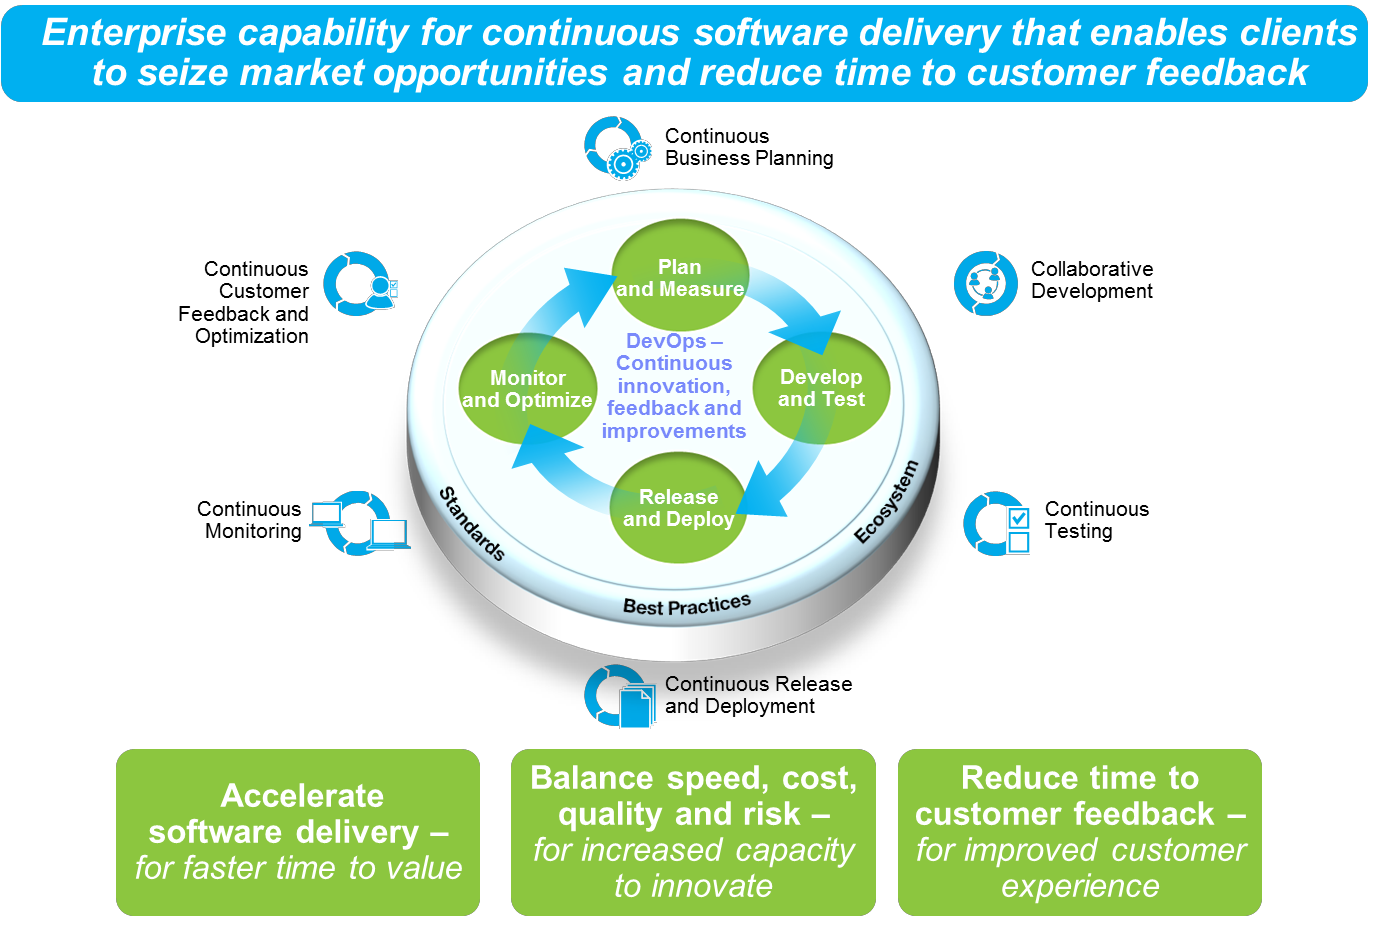 Enterprise capability for continuous software delivery that enables clients
to seize market opportunities and reduce time to customer feedback
Continuous
Business Planning
Continuous
Customer
Feedback and
Optimization
Collaborative
Development
Plan
and Measure
DevOps –
Continuous
innovation,
feedback and
improvements
Monitor
and Optimize
Develop
and Test
Release
and Deploy
Continuous
Monitoring
Continuous
Testing
Standards
Best Practices
Ecosystem
Continuous Release
and Deployment
Accelerate
software delivery –
for faster time to value
Balance speed, cost,
quality and risk –
for increased capacity
to innovate
Reduce time to
customer feedback –
for improved customer
experience